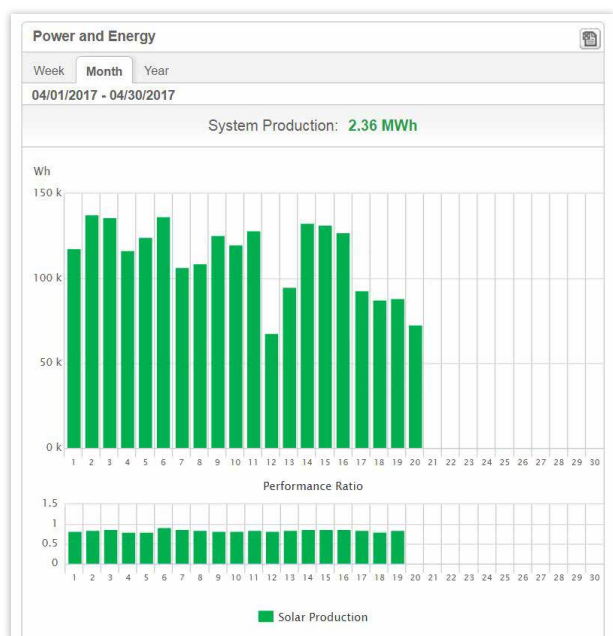 Power and Energy
Week Month Year
04/01/2017 - 04/30/2017
System Production: 2.36 MWh
Wh
150 k
100 k
50 k
0 k
1 2 3 4 5 6 7 8 9 10 11 12 13 14 15 16 17 18 19 20 21 22 23 24 25 26 27 28 29 30
Performance Ratio
1.5
1
0.5
0
1 2 3 4 5 6 7 8 9 10 11 12 13 14 15 16 17 18 19 20 21 22 23 24 25 26 27 28 29 30
Solar Production